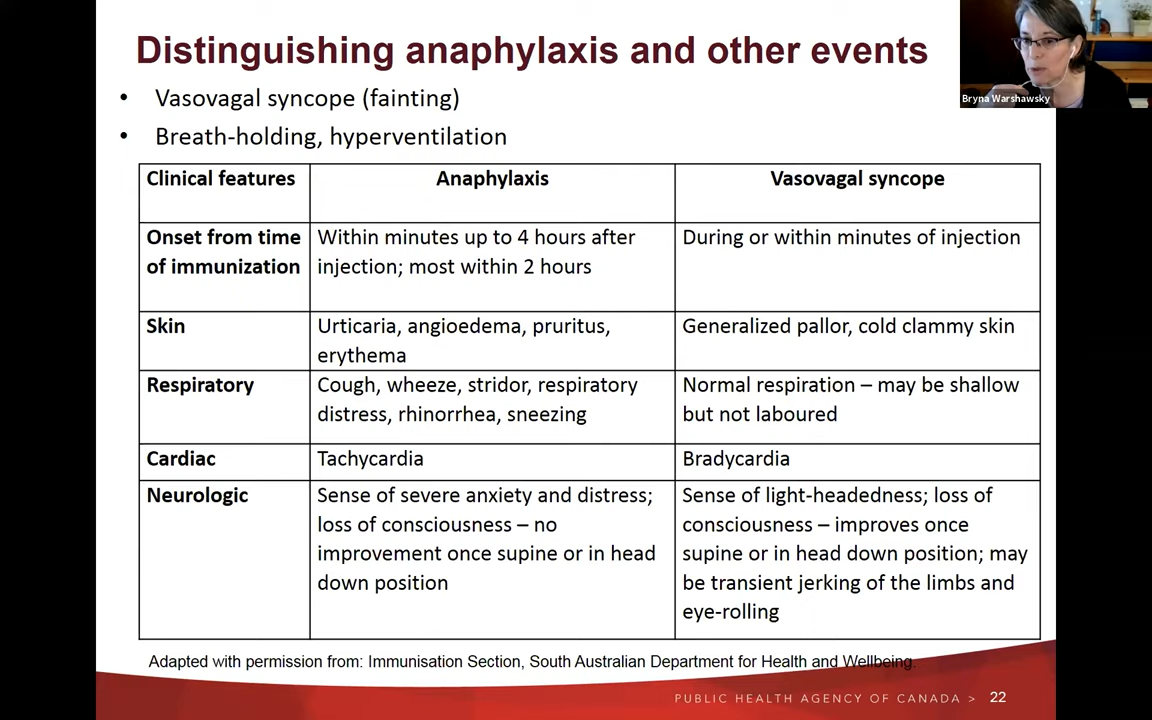 Distinguishing anaphylaxis and other events
Bryna Warshawsky
• Vasovagal syncope (fainting)
• Breath-holding, hyperventilation
Clinical features
Anaphylaxis
Vasovagal syncope
Onset from time
of immunization
Within minutes up to 4 hours after
injection; most within 2 hours
During or within minutes of injection
Skin
Urticaria, angioedema, pruritus,
erythema
Generalized pallor, cold clammy skin
Respiratory
Cough, wheeze, stridor, respiratory
distress, rhinorrhea, sneezing
Normal respiration – may be shallow
but not laboured
Cardiac
Tachycardia
Bradycardia
Neurologic
Sense of severe anxiety and distress;
loss of consciousness – no
improvement once supine or in head
down position
Sense of light-headedness; loss of
consciousness – improves once
supine or in head down position; may
be transient jerking of the limbs and
eye-rolling
Adapted with permission from: Immunisation Section, South Australian Department for Health and Wellbeing.
PUBLIC HEALTH AGENCY OF CANADA > 22